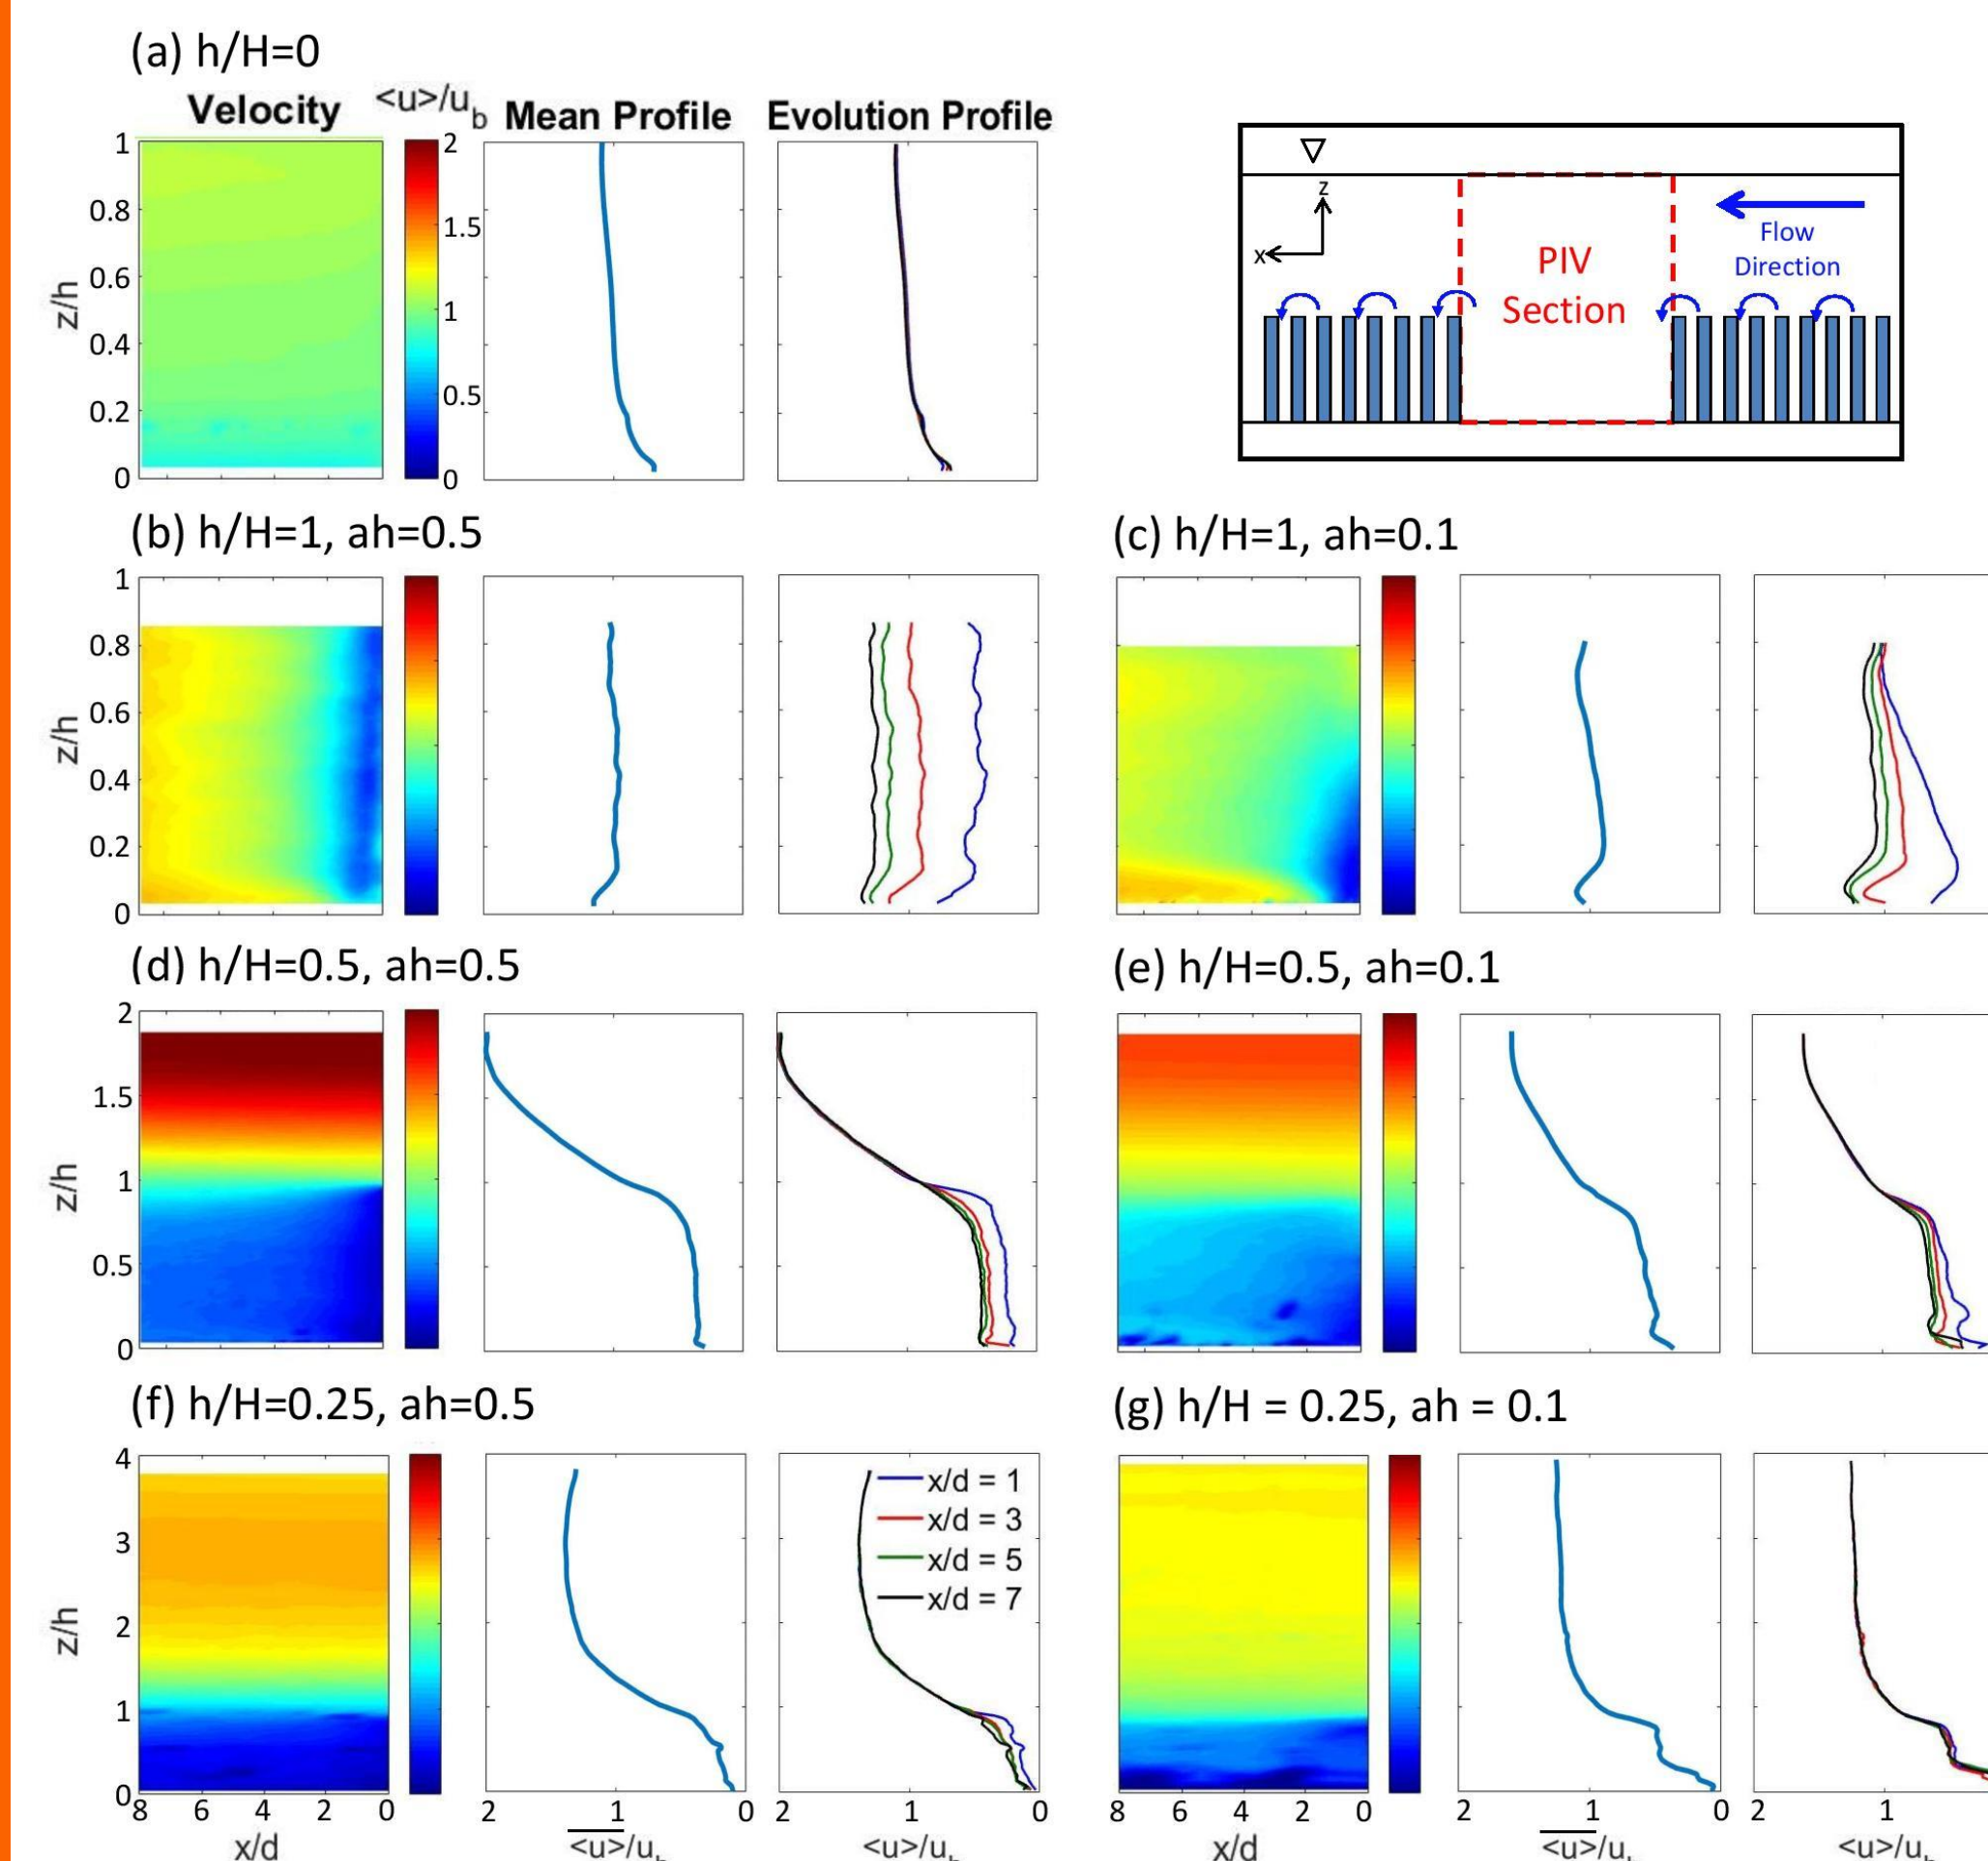 (a) h/H=0
Velocity <u>/u_b Mean Profile Evolution Profile
z/h
1
0.8
0.6
0.4
0.2
0
2
1.5
1
0.5
0
z
x
PIV
Section
Flow
Direction
(b) h/H=1, ah=0.5
z/h
1
0.8
0.6
0.4
0.2
0
(c) h/H=1, ah=0.1
(d) h/H=0.5, ah=0.5
z/h
2
1.5
1
0.5
0
(e) h/H=0.5, ah=0.1
(f) h/H=0.25, ah=0.5
z/h
4
3
2
1
0
x/d = 1
x/d = 3
x/d = 5
x/d = 7
8 6 4 2 0
2 1 0
2 1 0
x/d
<u>/u
<u>/u
(g) h/H = 0.25, ah = 0.1
8 6 4 2 0
2 1 0
2 1
x/d
<u>/u
<u>/u